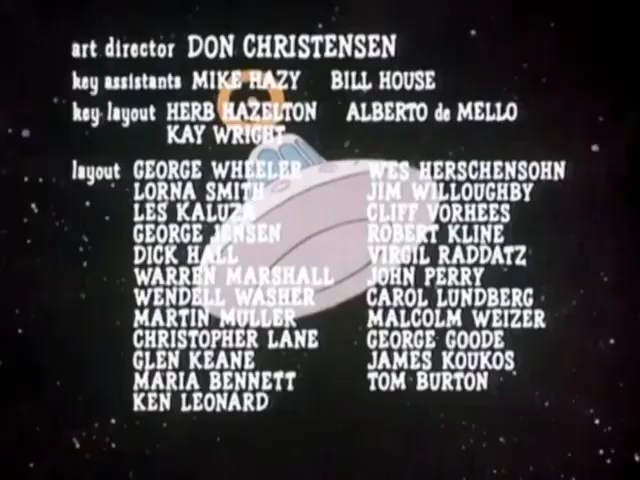 art director DON CHRISTENSEN
key assistants MIKE HAZY BILL HOUSE
key layout HERB HAZELTON ALBERTO de MELLO
KAY WRIGHT
layout GEORGE WHEELER WES HERSCHENSOHN
LORNA SMITH JIM WILLOUGHBY
LES KALUZA CLIFF VORHEES
GEORGE JENSEN ROBERT KLINE
DICK HALL VIRGIL RADDATZ
WARREN MARSHALL JOHN PERRY
WENDELL WASHER CAROL LUNDBERG
MARTIN MULLER MALCOLM WEIZER
CHRISTOPHER LANE GEORGE GOODE
GLEN KEANE JAMES KOUKOS
MARIA BENNETT TOM BURTON
KEN LEONARD